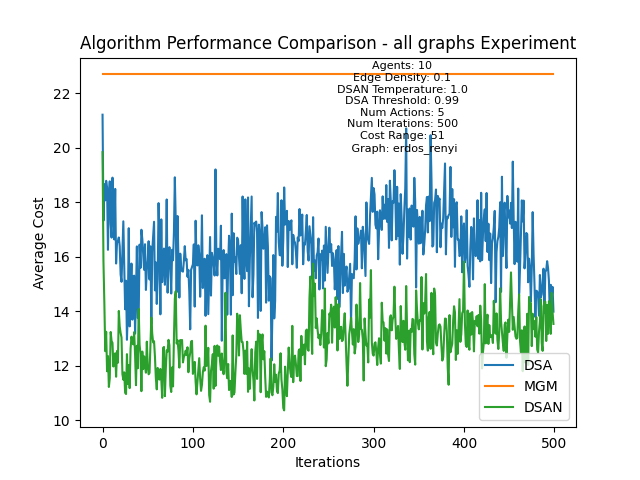 Algorithm Performance Comparison - all graphs Experiment
Agents: 10
Edge Density: 0.1
DSAN Temperature: 1.0
DSA Threshold: 0.99
Num Actions: 5
Num Iterations: 500
Cost Range: 51
Graph: erdos_renyi
22
20
18
16
14
12
10
Average Cost
DSA
MGM
DSAN
0
100
200
300
400
500
Iterations